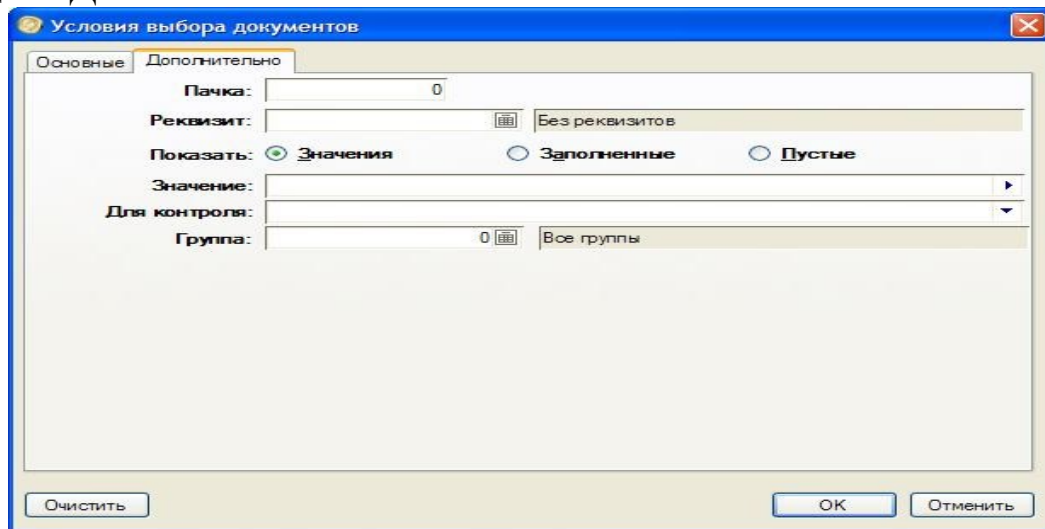 Условия выбора документов
Основные Дополнительно
Пачка: 0
Реквизит: Без реквизитов
Показать: Значения Заполненные Пустые
Значение:
Для контроля:
Группа: 0 Все группы
Очистить OK Отменить